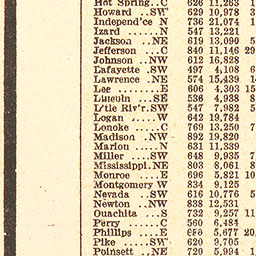 Hot Spring..C 626 11,263 1
Howard ..SW 629 10,978 3
Independ'ce N 736 21,074 1
Izard ......N 547 13,221
Jackson ..NE 619 13,090 5
Jefferson ...C 840 11,146 29
Johnson ..NW 612 16,828
Lafayette .SW 497 4,108 6
Lawrence .NE 574 15,439 1
Lee ........E 606 4,303 15
Lincoln ...SE 536 4,938 8
L'tle Riv'r.SW 547 7,982 5
Logan .....W 642 19,784
Lonoke ....C 769 13,250 7
Madison .NW 892 19,820
Marion ....N 631 11,339
Miller ....SW 648 9,935 7
Mississippi.NE 803 8,061 8
Monroe ....E 606 5,821 10
Montgomery W 834 9,125
Nevada ..SW 616 10,776 5
Newton ..NW 838 12,531
Ouachita ...S 732 9,257 11
Perry ......C 560 6,484
Phillips ....E 5,677 20,
Pike .....SW 620 9,705
Poinsett ..NE 720 5,994 1